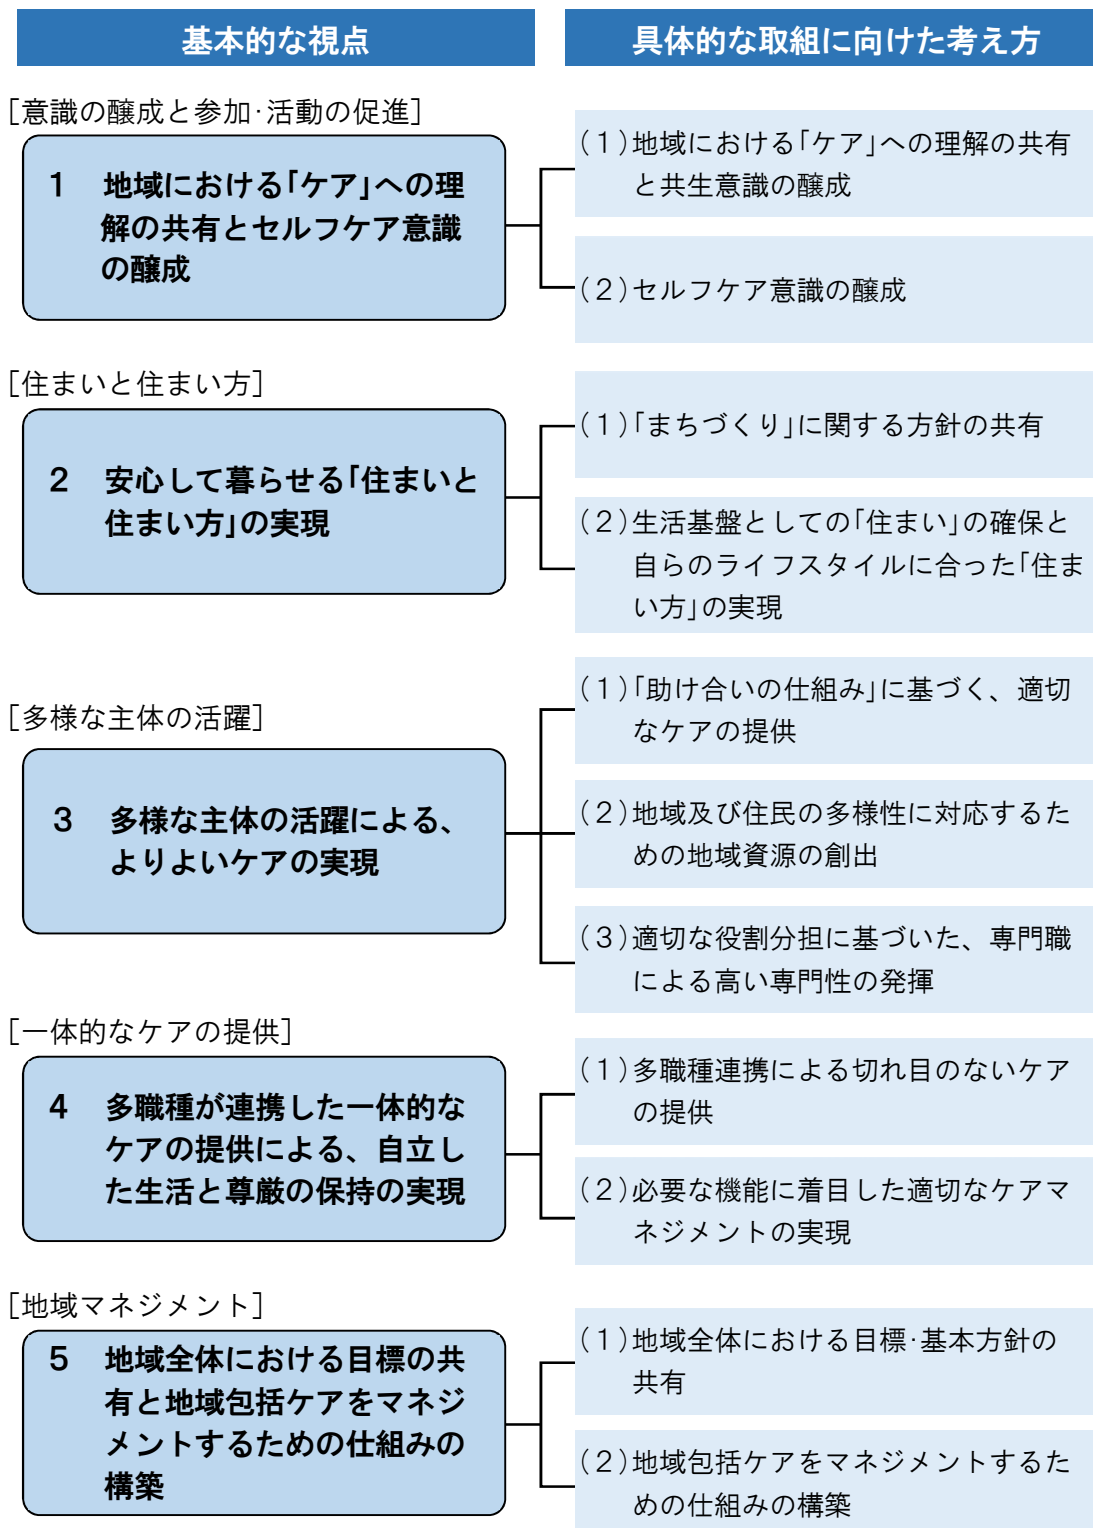 基本的な視点
具体的な取組に向けた考え方
[意識の醸成と参加･活動の促進]
1 地域における｢ケア｣への理
解の共有とセルフケア意識
の醸成
(1)地域における｢ケア｣への理解の共有
と共生意識の醸成
(2)セルフケア意識の醸成
[住まいと住まい方]
2 安心して暮らせる｢住まいと
住まい方｣の実現
(1)｢まちづくり｣に関する方針の共有
(2)生活基盤としての｢住まい｣の確保と
自らのライフスタイルに合った｢住ま
い方｣の実現
[多様な主体の活躍]
3 多様な主体の活躍による、
よりよいケアの実現
(1)｢助け合いの仕組み｣に基づく、適切
なケアの提供
(2)地域及び住民の多様性に対応するた
めの地域資源の創出
(3)適切な役割分担に基づいた、専門職
による高い専門性の発揮
[一体的なケアの提供]
4 多職種が連携した一体的な
ケアの提供による、自立し
た生活と尊厳の保持の実現
(1)多職種連携による切れ目のないケア
の提供
(2)必要な機能に着目した適切なケアマ
ネジメントの実現
[地域マネジメント]
5 地域全体における目標の共
有と地域包括ケアをマネジ
メントするための仕組みの
構築
(1)地域全体における目標･基本方針の
共有
(2)地域包括ケアをマネジメントするた
めの仕組みの構築